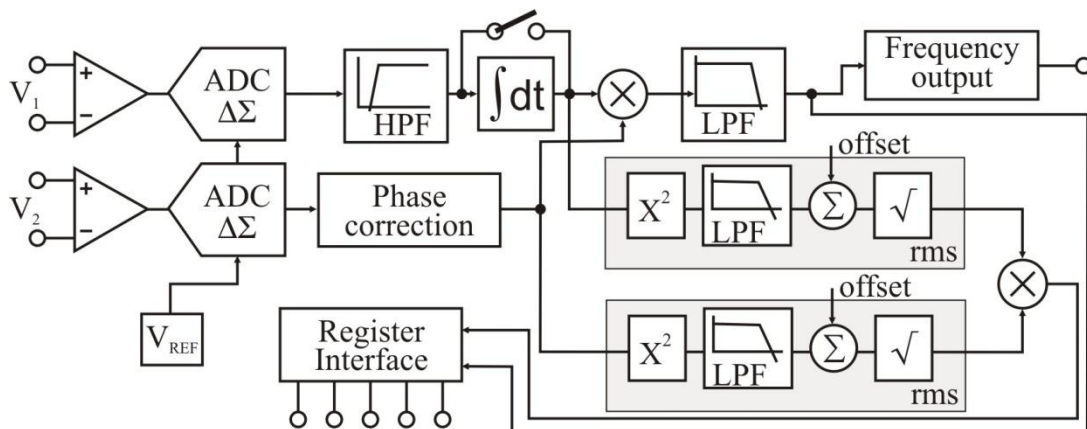 V1
+
−
ADC
ΔΣ
HPF
∫dt
×
LPF
Frequency
output
V2
+
−
ADC
ΔΣ
Phase
correction
VREF
offset
X²
LPF
Σ
√
rms
×
offset
X²
LPF
Σ
√
rms
Register
Interface